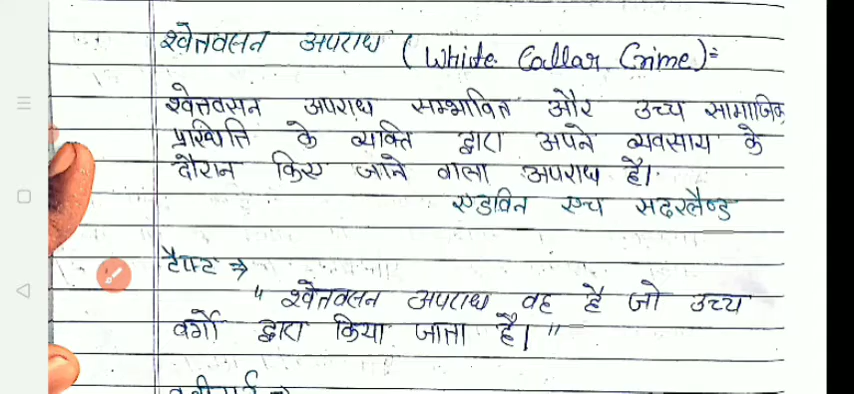 श्वेतवसन अपराध (White Collar Crime)=
श्वेतवसन अपराध सम्भावित और उच्च सामाजिक
प्रास्थिति के व्यक्ति द्वारा अपने व्यवसाय के
दौरान किए जाने वाला अपराध है।
एडविन एच सदरलैण्ड
टैफ्ट ⇒
"श्वेतवसन अपराध वह है जो उच्च
वर्गों द्वारा किया जाता है।"